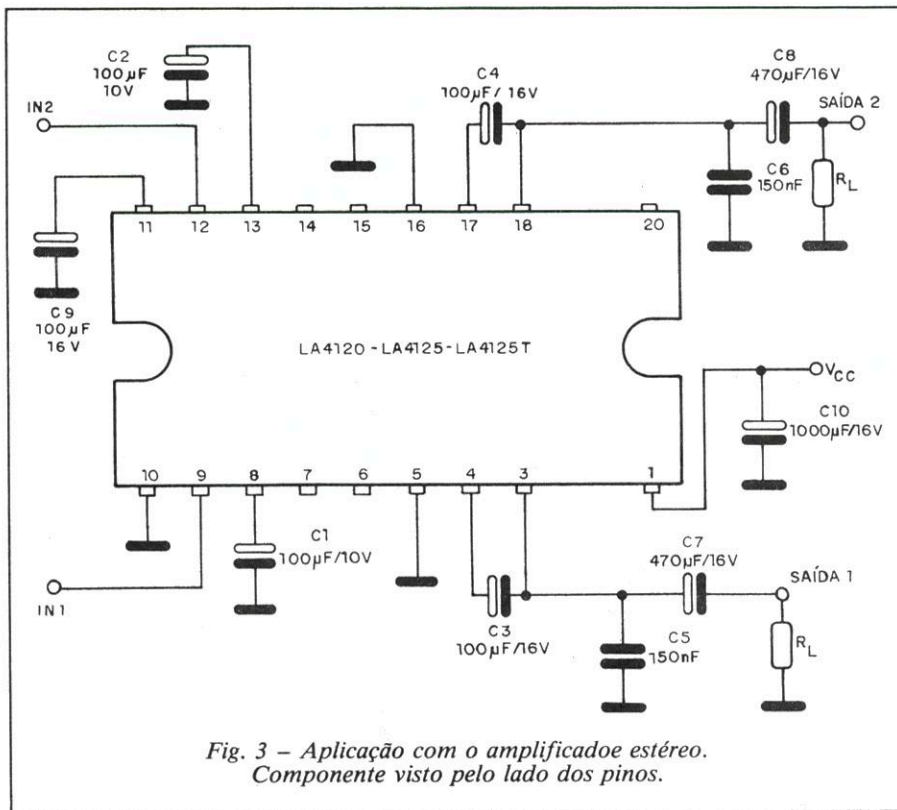 C2
100µF
10V
IN2
C4
100µF/16V
C8
470µF/16V
SAÍDA 2
C6
150nF
RL
11
12
13
14
15
16
17
18
20
C9
100µF
16V
LA4120-LA4125-LA4125T
VCC
C10
1000µF/16V
10
9
8
7
6
5
4
3
1
C1
100µF/10V
IN1
C7
470µF/16V
SAÍDA 1
C3
100µF/16V
C5
150nF
RL
Fig. 3 – Aplicação com o amplificadoe estéreo.
Componente visto pelo lado dos pinos.